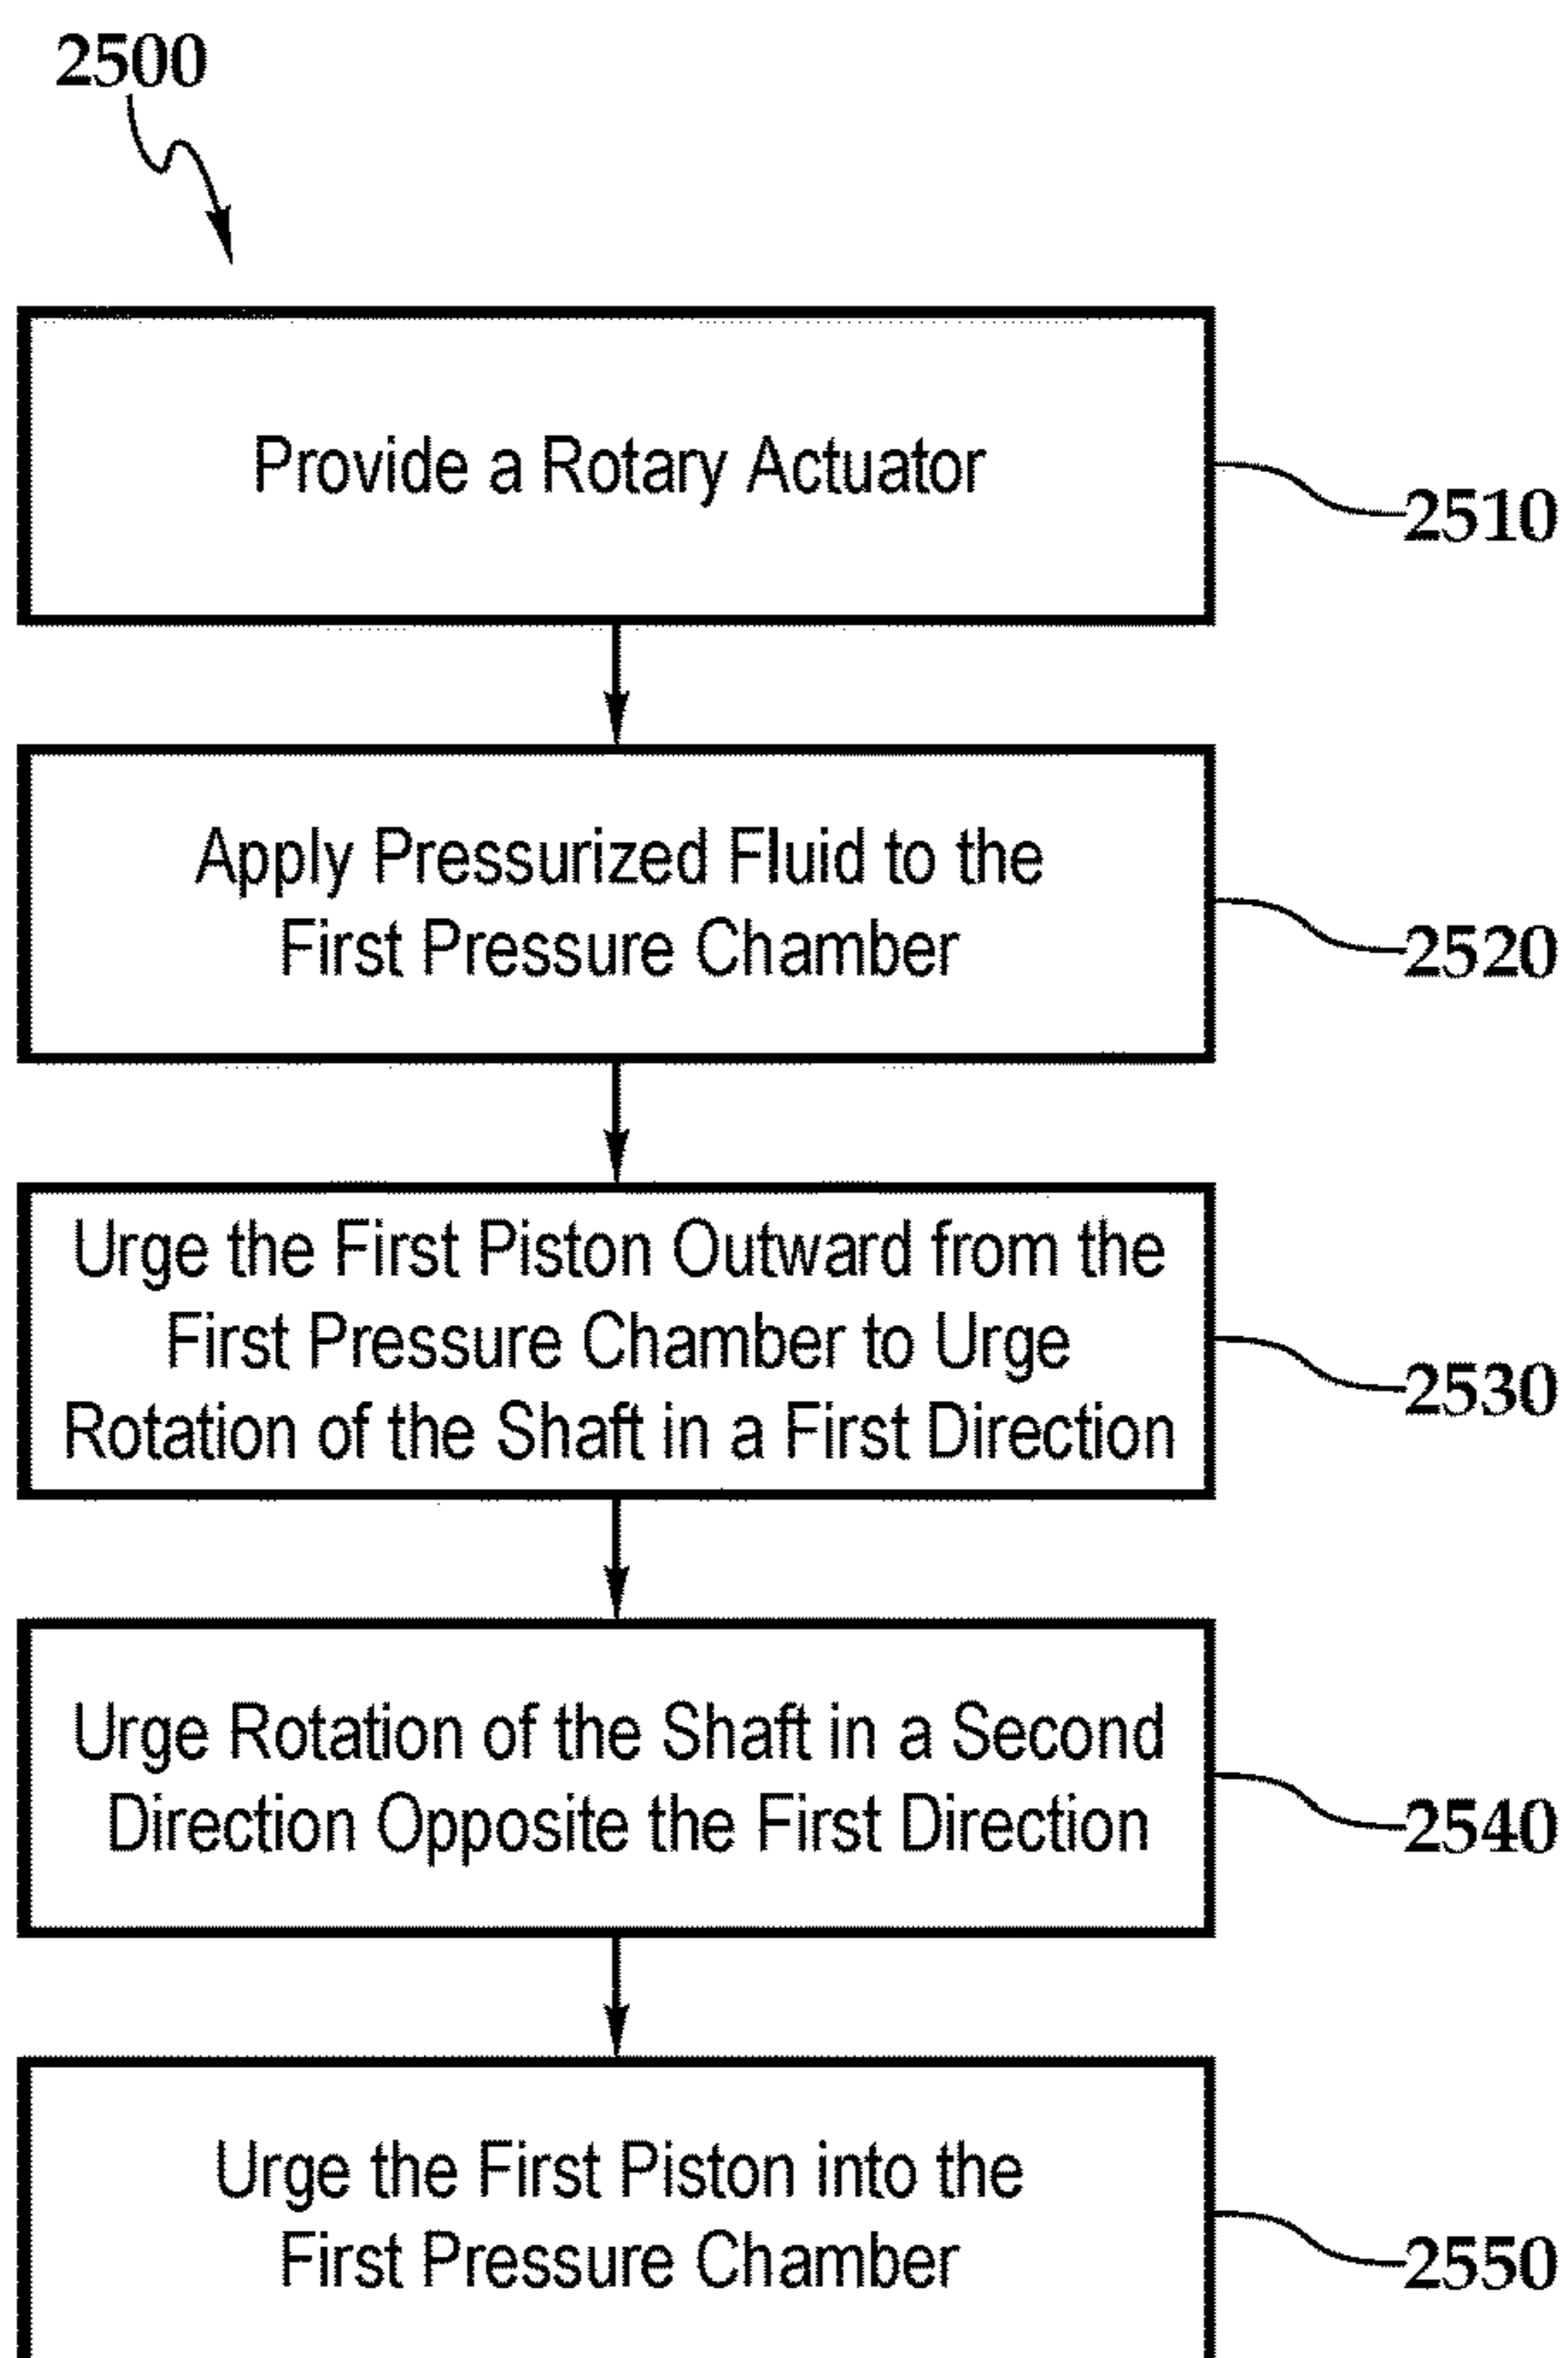 2500
Provide a Rotary Actuator
2510
Apply Pressurized Fluid to the
First Pressure Chamber
2520
Urge the First Piston Outward from the
First Pressure Chamber to Urge
Rotation of the Shaft in a First Direction
2530
Urge Rotation of the Shaft in a Second
Direction Opposite the First Direction
2540
Urge the First Piston into the
First Pressure Chamber
2550